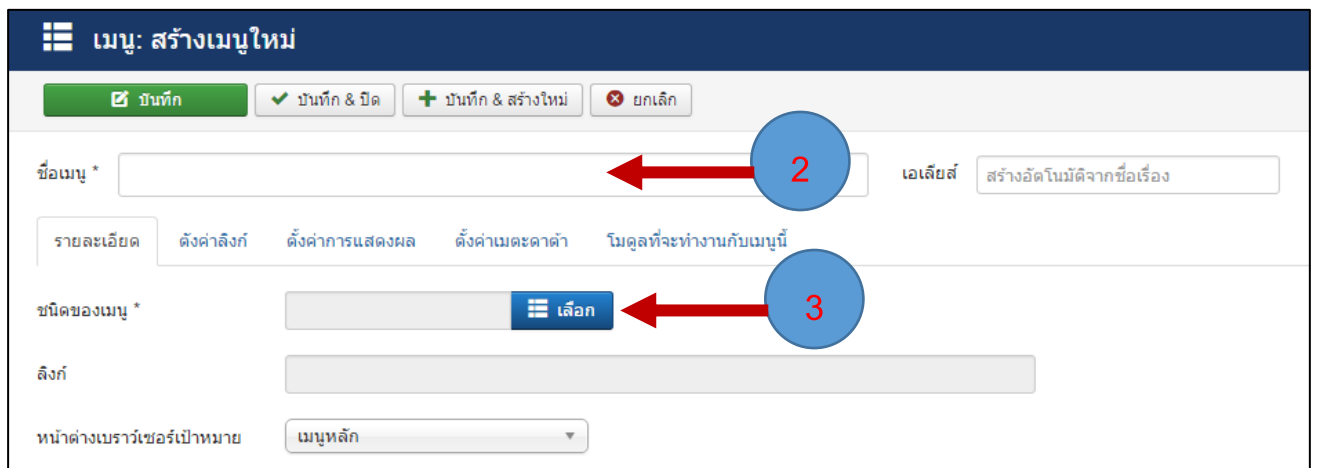 เมนู: สร้างเมนูใหม่
บันทึก บันทึก & ปิด บันทึก & สร้างใหม่ ยกเลิก
ชื่อเมนู * 2 เอเลียส์ สร้างอัตโนมัติจากชื่อเรื่อง
รายละเอียด ตั้งค่าลิงก์ ตั้งค่าการแสดงผล ตั้งค่าเมตะดาต้า โมดูลที่จะทำงานกับเมนูนี้
ชนิดของเมนู * เลือก 3
ลิงก์
หน้าต่างเบราว์เซอร์เป้าหมาย เมนูหลัก